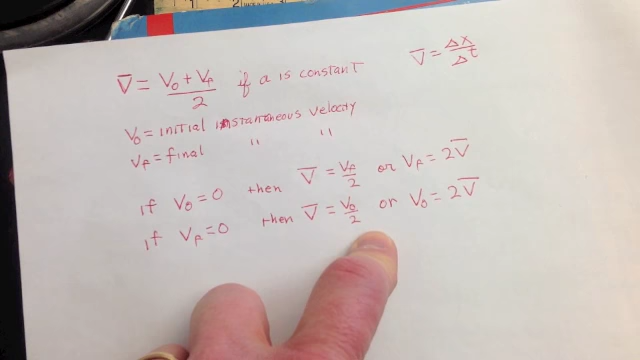 V̄ = (V₀ + V_f)/2 if a is constant V̄ = Δx/Δt
V₀ = initial instantaneous velocity
V_f = final " "
if V₀ = 0 then V̄ = V_f/2 or V_f = 2V̄
if V_f = 0 then V̄ = V₀/2 or V₀ = 2V̄